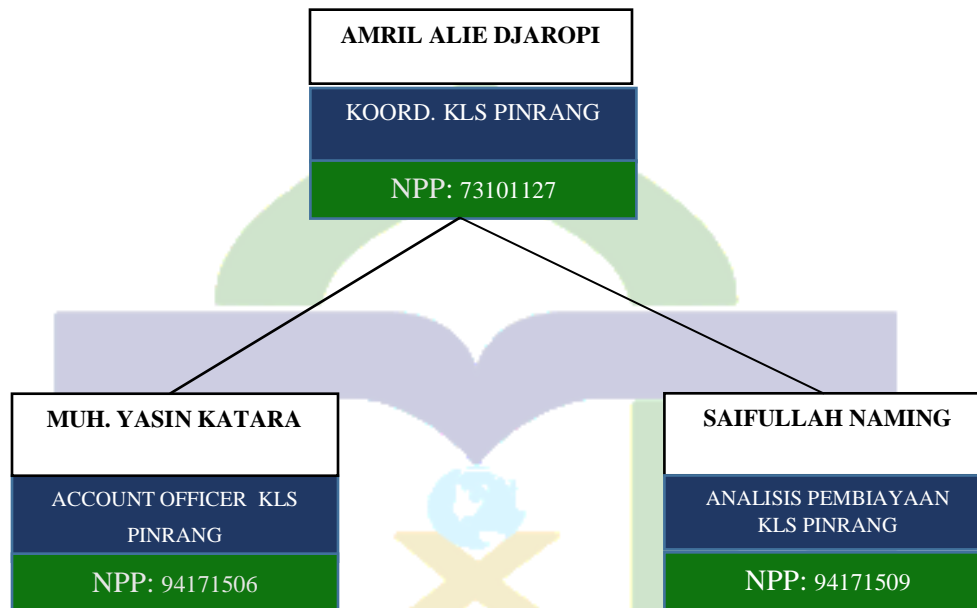 AMRIL ALIE DJAROPI
KOORD. KLS PINRANG
NPP: 73101127
MUH. YASIN KATARA
ACCOUNT OFFICER KLS
PINRANG
NPP: 94171506
SAIFULLAH NAMING
ANALISIS PEMBIAYAAN
KLS PINRANG
NPP: 94171509